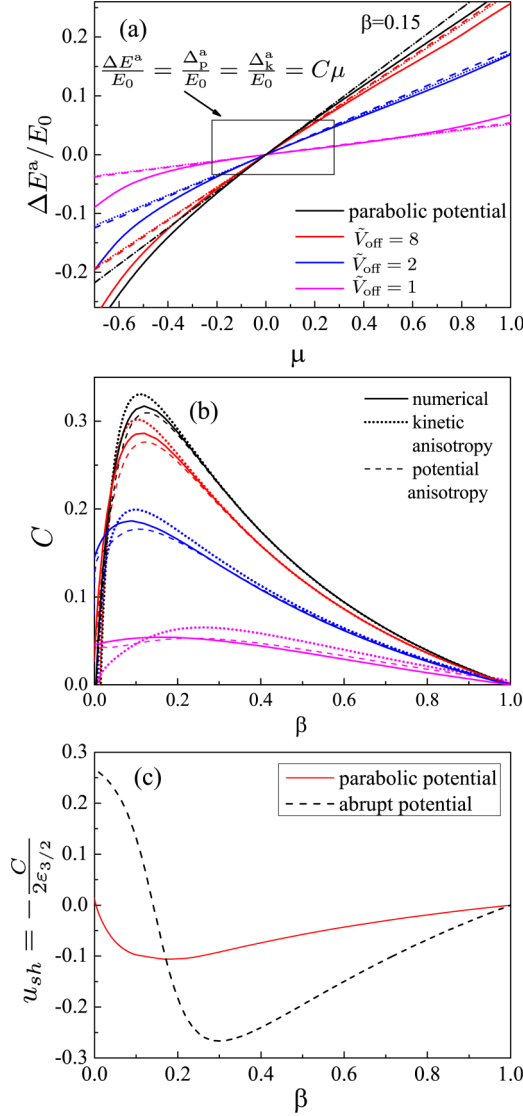 (a)
β=0.15
ΔE^a/E_0 = Δ_p^a/E_0 = Δ_k^a/E_0 = Cμ
0.2
0.1
0.0
-0.1
-0.2
ΔE^a/E_0
parabolic potential
Ṽ_off = 8
Ṽ_off = 2
Ṽ_off = 1
-0.6 -0.4 -0.2 0.0 0.2 0.4 0.6 0.8 1.0
μ
(b)
numerical
kinetic
anisotropy
potential
anisotropy
0.3
0.2
0.1
0.0
C
0.0 0.2 0.4 0.6 0.8 1.0
β
(c)
parabolic potential
abrupt potential
0.3
0.2
0.1
0.0
-0.1
-0.2
-0.3
u_sh = − C/2ε_3/2
0.0 0.2 0.4 0.6 0.8 1.0
β